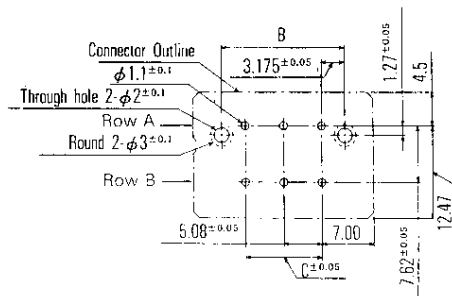 B
Connector Outline
3.175±0.05
1.27±0.05
4.5
φ1.1±0.1
Through hole 2-φ2±0.1
Row A
Round 2-φ3±0.1
Row B
5.08±0.05
7.00
C±0.05
7.62±0.05
12.47